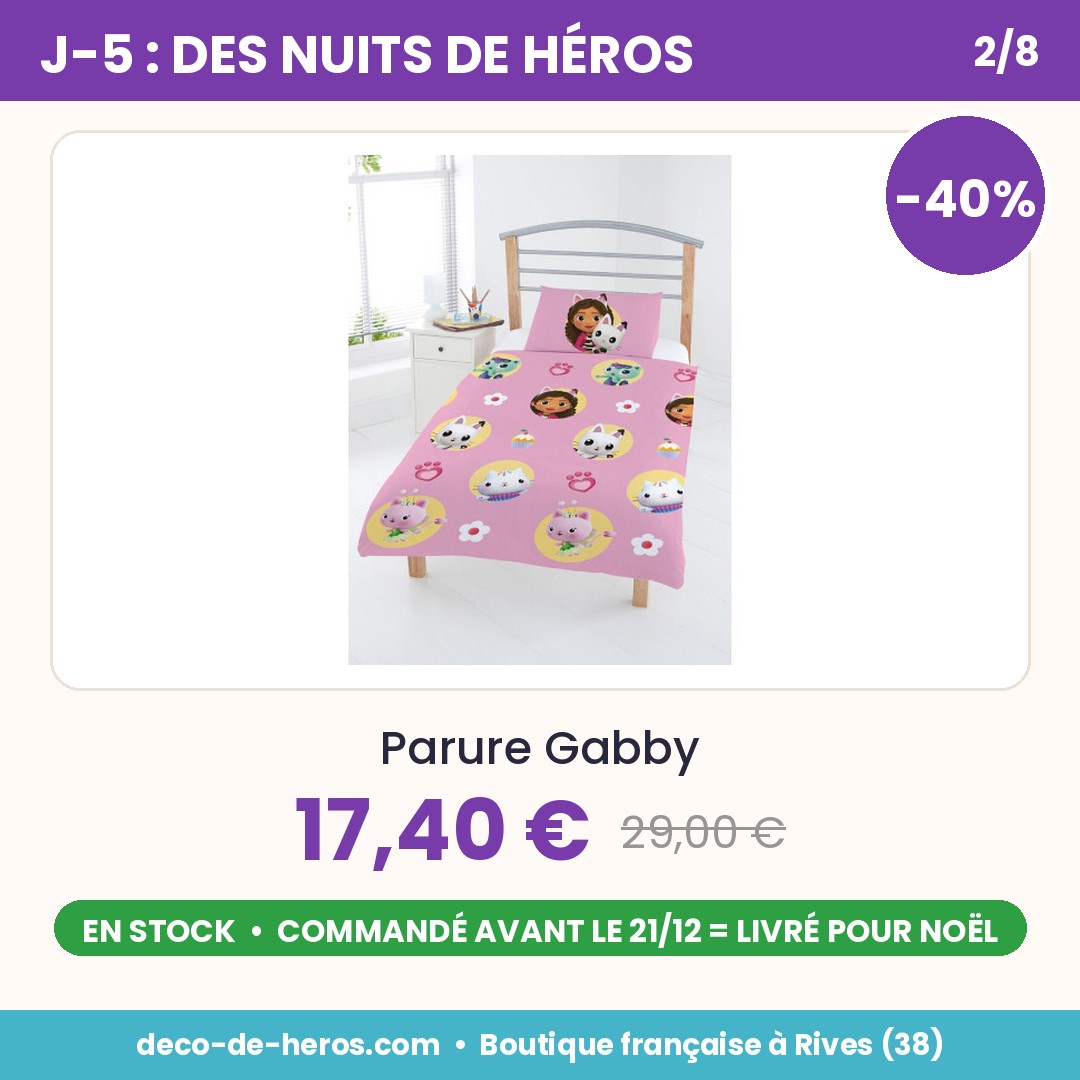 J-5 : DES NUITS DE HÉROS
2/8
-40%
Parure Gabby
17,40 € 29,00 €
EN STOCK • COMMANDÉ AVANT LE 21/12 = LIVRÉ POUR NOËL
deco-de-heros.com • Boutique française à Rives (38)